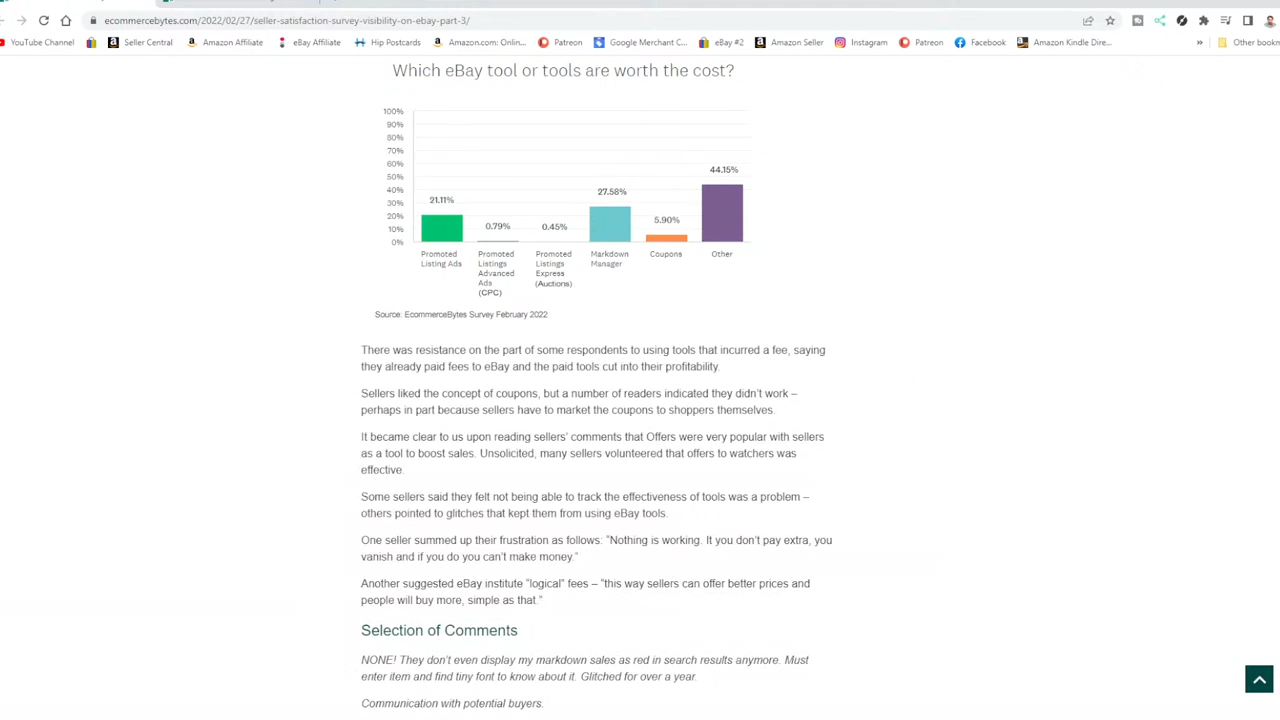 ecommercebytes.com/2022/02/27/seller-satisfaction-survey-visibility-on-ebay-part-3/
YouTube Channel Seller Central Amazon Affiliate eBay Affiliate Hip Postcards Amazon.com: Onlin... Patreon Google Merchant C... eBay #2 Amazon Seller Instagram Patreon Facebook Amazon Kindle Dire... » Other bookm
Which eBay tool or tools are worth the cost?
100%
90%
80%
70%
60%
50%
40%
30%
20%
10%
0%
21.11%
0.79%
0.45%
27.58%
5.90%
44.15%
Promoted
Listing Ads
Promoted
Listings
Advanced
Ads
(CPC)
Promoted
Listings
Express
(Auctions)
Markdown
Manager
Coupons
Other
Source: EcommerceBytes Survey February 2022
There was resistance on the part of some respondents to using tools that incurred a fee, saying
they already paid fees to eBay and the paid tools cut into their profitability.
Sellers liked the concept of coupons, but a number of readers indicated they didn't work –
perhaps in part because sellers have to market the coupons to shoppers themselves.
It became clear to us upon reading sellers' comments that Offers were very popular with sellers
as a tool to boost sales. Unsolicited, many sellers volunteered that offers to watchers was
effective.
Some sellers said they felt not being able to track the effectiveness of tools was a problem –
others pointed to glitches that kept them from using eBay tools.
One seller summed up their frustration as follows: "Nothing is working. It you don't pay extra, you
vanish and if you do you can't make money."
Another suggested eBay institute "logical" fees – "this way sellers can offer better prices and
people will buy more, simple as that."
Selection of Comments
NONE! They don't even display my markdown sales as red in search results anymore. Must
enter item and find tiny font to know about it. Glitched for over a year.
Communication with potential buyers.